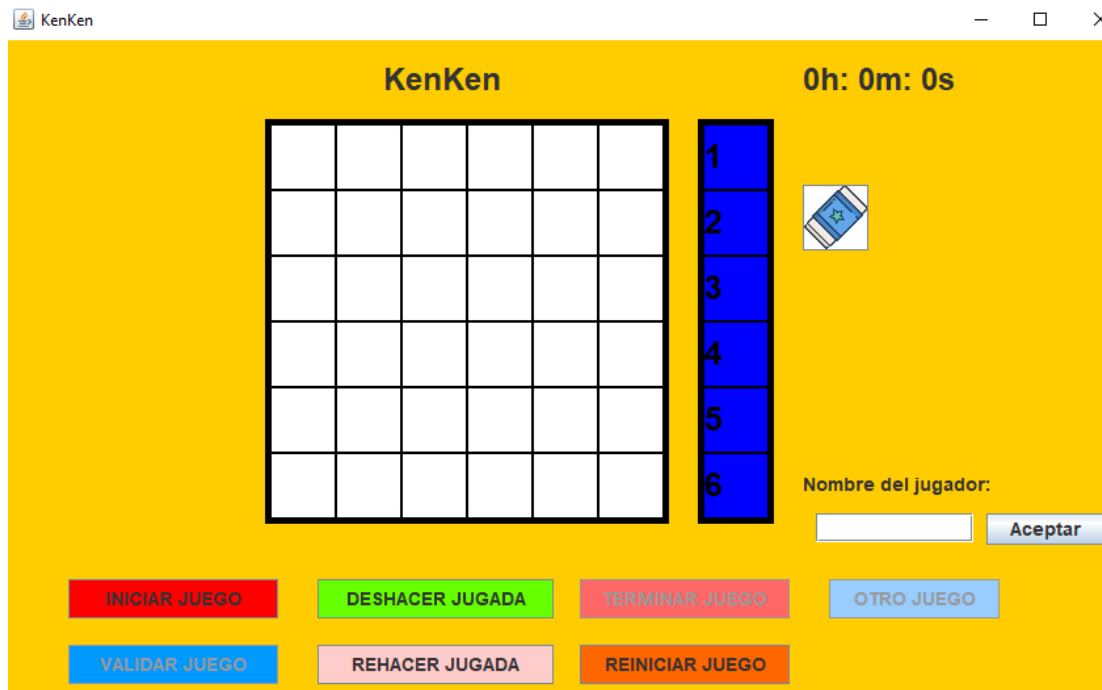 KenKen
KenKen
0h: 0m: 0s
1
2
3
4
5
6
Nombre del jugador:
Aceptar
INICIAR JUEGO
DESHACER JUGADA
TERMINAR JUEGO
OTRO JUEGO
VALIDAR JUEGO
REHACER JUGADA
REINICIAR JUEGO